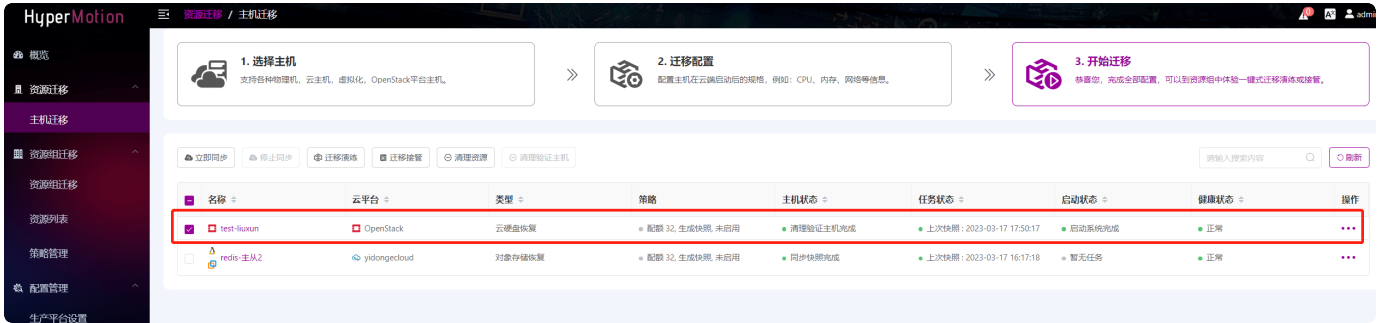 HyperMotion
资源迁移 / 主机迁移
0
admi
概览
资源迁移
主机迁移
资源组迁移
资源组迁移
资源列表
策略管理
配置管理
生产平台设置
1. 选择主机
支持各种物理机，云主机，虚拟化，OpenStack平台主机。
2. 迁移配置
配置主机在云端启动后的规格，例如：CPU、内存、网络等信息。
3. 开始迁移
恭喜您，完成全部配置，可以到资源组中体验一键式迁移演练或接管。
立即同步 停止同步 迁移演练 迁移接管 清理资源 清理验证主机 请输入搜索内容 刷新
名称 云平台 类型 策略 主机状态 任务状态 启动状态 健康状态 操作
test-liuxun OpenStack 云硬盘恢复 配额 32, 生成快照, 未启用 清理验证主机完成 上次快照 : 2023-03-17 17:50:17 启动系统完成 正常
redis-主从2 yidongecloud 对象存储恢复 配额 32, 生成快照, 未启用 同步快照完成 上次快照 : 2023-03-17 16:17:18 暂无任务 正常